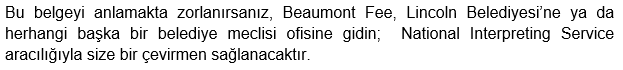 Bu belgeyi anlamakta zorlanırsanız, Beaumont Fee, Lincoln Belediyesi’ne ya da
herhangi başka bir belediye meclisi ofisine gidin;  National Interpreting Service
aracılığıyla size bir çevirmen sağlanacaktır.